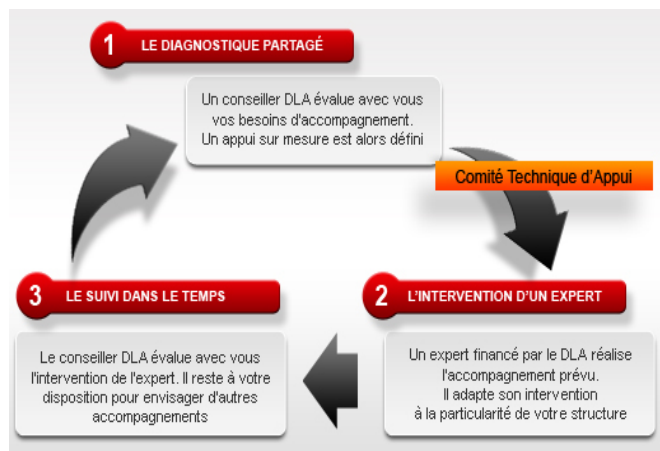 1 LE DIAGNOSTIQUE PARTAGÉ
Un conseiller DLA évalue avec vous
vos besoins d'accompagnement.
Un appui sur mesure est alors défini
Comité Technique d'Appui
2 L'INTERVENTION D'UN EXPERT
Un expert financé par le DLA réalise
l'accompagnement prévu.
Il adapte son intervention
à la particularité de votre structure
3 LE SUIVI DANS LE TEMPS
Le conseiller DLA évalue avec vous
l'intervention de l'expert. Il reste à votre
disposition pour envisager d'autres
accompagnements